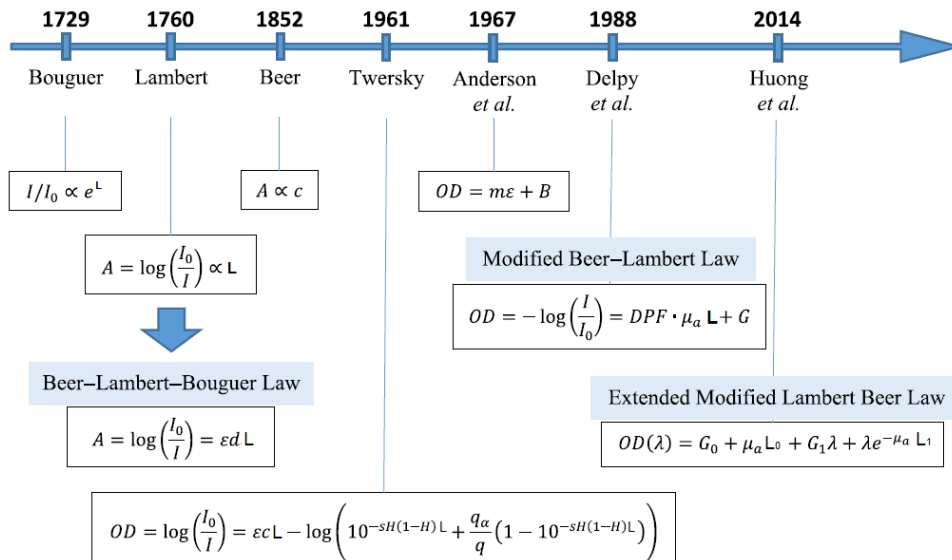 1729 1760 1852 1961 1967 1988 2014
Bouguer Lambert Beer Twersky Anderson et al. Delpy et al. Huong et al.
I/I₀ ∝ e^L
A ∝ c
OD = mε + B
A = log(I₀/I) ∝ L
Modified Beer–Lambert Law
OD = −log(I/I₀) = DPF · μₐ L + G
Beer–Lambert–Bouguer Law
A = log(I₀/I) = εd L
Extended Modified Lambert Beer Law
OD(λ) = G₀ + μₐ L₀ + G₁λ + λe^(−μₐ L₁)
OD = log(I₀/I) = εcL − log(10^(−sH(1−H)L) + (q_α/q)(1 − 10^(−sH(1−H)L)))